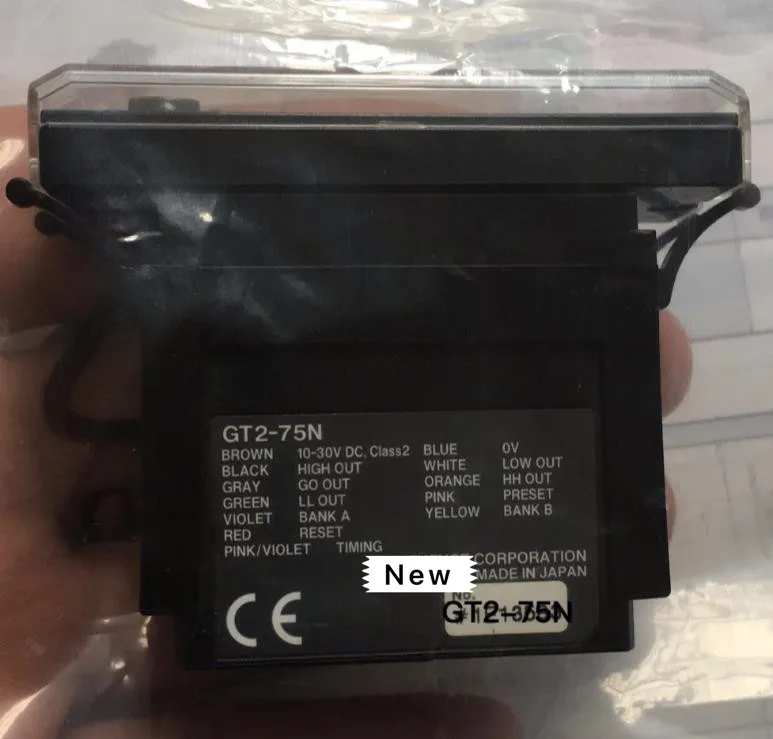 GT2-75N
BROWN 10-30V DC, Class2 BLUE 0V
BLACK HIGH OUT WHITE LOW OUT
GRAY GO OUT ORANGE HH OUT
GREEN LL OUT PINK PRESET
VIOLET BANK A YELLOW BANK B
RED RESET
PINK/VIOLET TIMING
CORPORATION
New MADE IN JAPAN
CE No.
GT2-75N